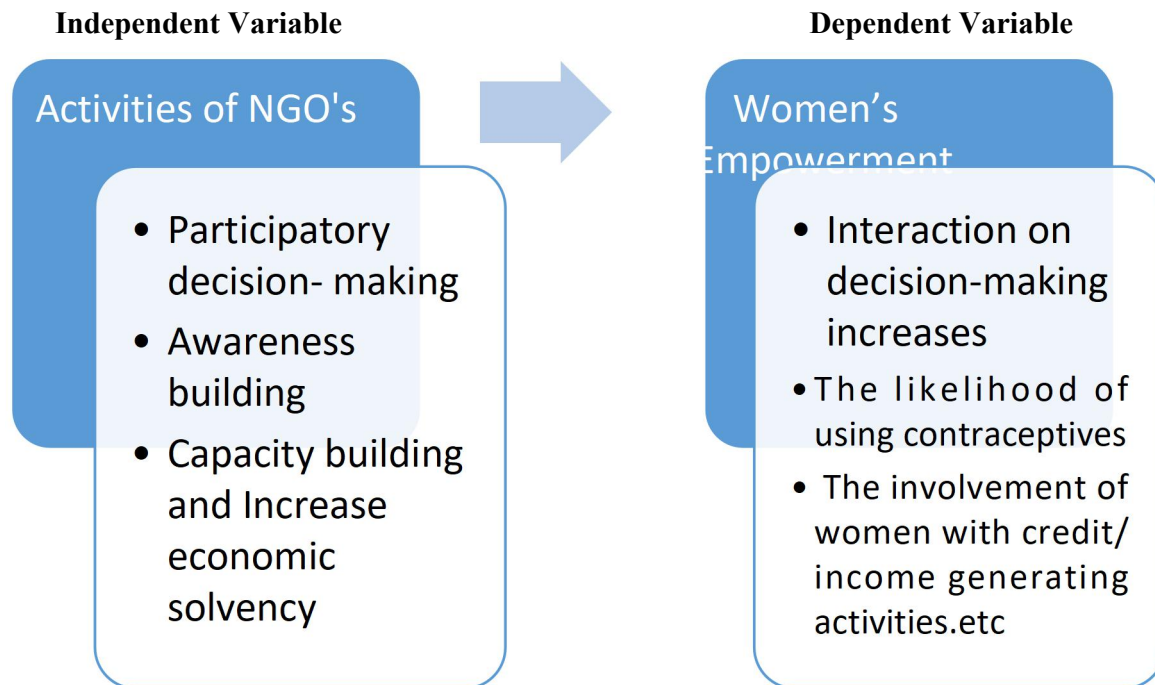 Independent Variable
Dependent Variable
Activities of NGO's
• Participatory
decision- making
• Awareness
building
• Capacity building
and Increase
economic
solvency
Women’s
Empowerment
• Interaction on
decision-making
increases
• The likelihood of
using contraceptives
• The involvement of
women with credit/
income generating
activities.etc